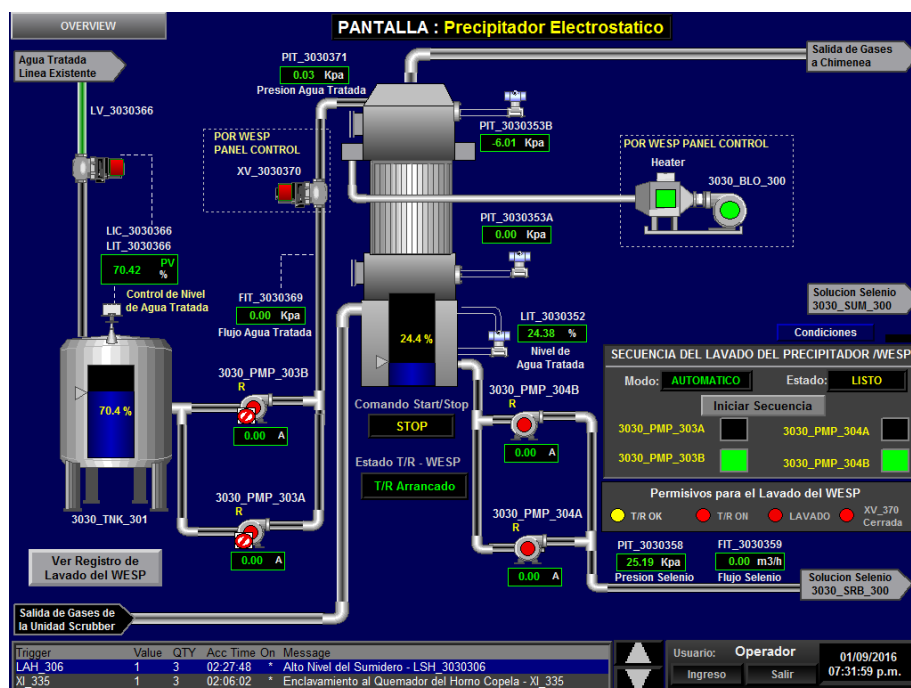 OVERVIEW
PANTALLA : Precipitador Electrostatico
Agua Tratada
Linea Existente
PIT_3030371
0.03 Kpa
Presion Agua Tratada
Salida de Gases
a Chimenea
LV_3030366
PIT_3030353B
-6.01 Kpa
POR WESP
PANEL CONTROL
XV_3030370
POR WESP PANEL CONTROL
Heater
3030_BLO_300
PIT_3030353A
0.00 Kpa
LIC_3030366
LIT_3030366
70.42 PV
%
Control de Nivel
de Agua Tratada
FIT_3030369
0.00 Kpa
Flujo Agua Tratada
Solucion Selenio
3030_SUM_300
LIT_3030352
24.38 %
Nivel de
Agua Tratada
24.4 %
Condiciones
SECUENCIA DEL LAVADO DEL PRECIPITADOR /WESP
Modo: AUTOMATICO Estado: LISTO
Iniciar Secuencia
3030_PMP_303A 3030_PMP_304A
3030_PMP_303B 3030_PMP_304B
70.4 %
3030_PMP_303B
R
0.00 A
Comando Start/Stop
STOP
Estado T/R - WESP
T/R Arrancado
3030_PMP_304B
R
0.00 A
3030_PMP_303A
R
0.00 A
3030_PMP_304A
R
0.00 A
Permisivos para el Lavado del WESP
T/R OK T/R ON LAVADO XV_370
Cerrada
3030_TNK_301
Ver Registro de
Lavado del WESP
PIT_3030358
25.19 Kpa
Presion Selenio
FIT_3030359
0.00 m3/h
Flujo Selenio
Solucion Selenio
3030_SRB_300
Salida de Gases de
la Unidad Scrubber
Trigger Value QTY Acc Time On Message
LAH_306 1 3 02:27:48 * Alto Nivel del Sumidero - LSH_3030306
XI_335 1 3 02:06:02 * Enclavamiento al Quemador del Horno Copela - XI_335
Usuario: Operador
Ingreso Salir
01/09/2016
07:31:59 p.m.